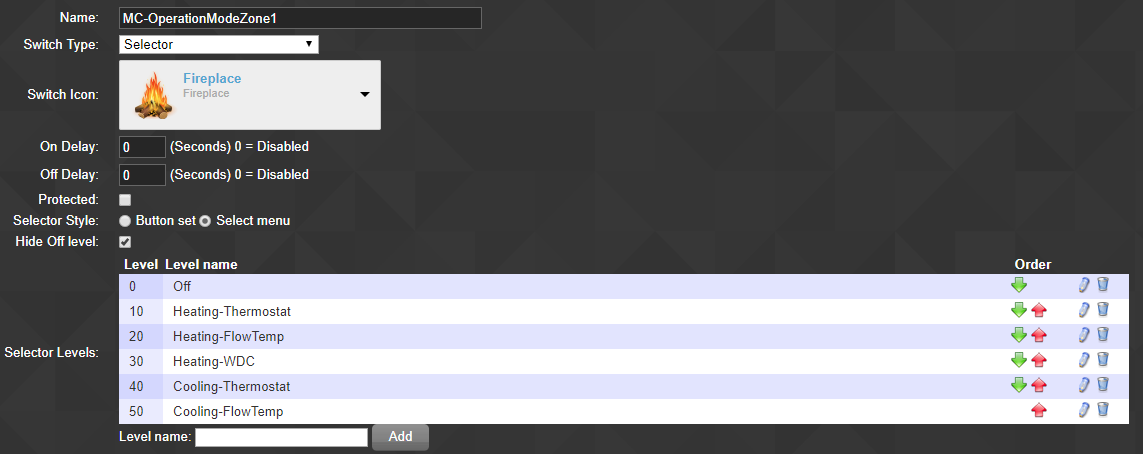 Name: MC-OperationModeZone1
Switch Type: Selector
Switch Icon: Fireplace
Fireplace
On Delay: 0 (Seconds) 0 = Disabled
Off Delay: 0 (Seconds) 0 = Disabled
Protected:
Selector Style: Button set Select menu
Hide Off level:
Selector Levels:
Level Level name Order
0 Off
10 Heating-Thermostat
20 Heating-FlowTemp
30 Heating-WDC
40 Cooling-Thermostat
50 Cooling-FlowTemp
Level name: Add